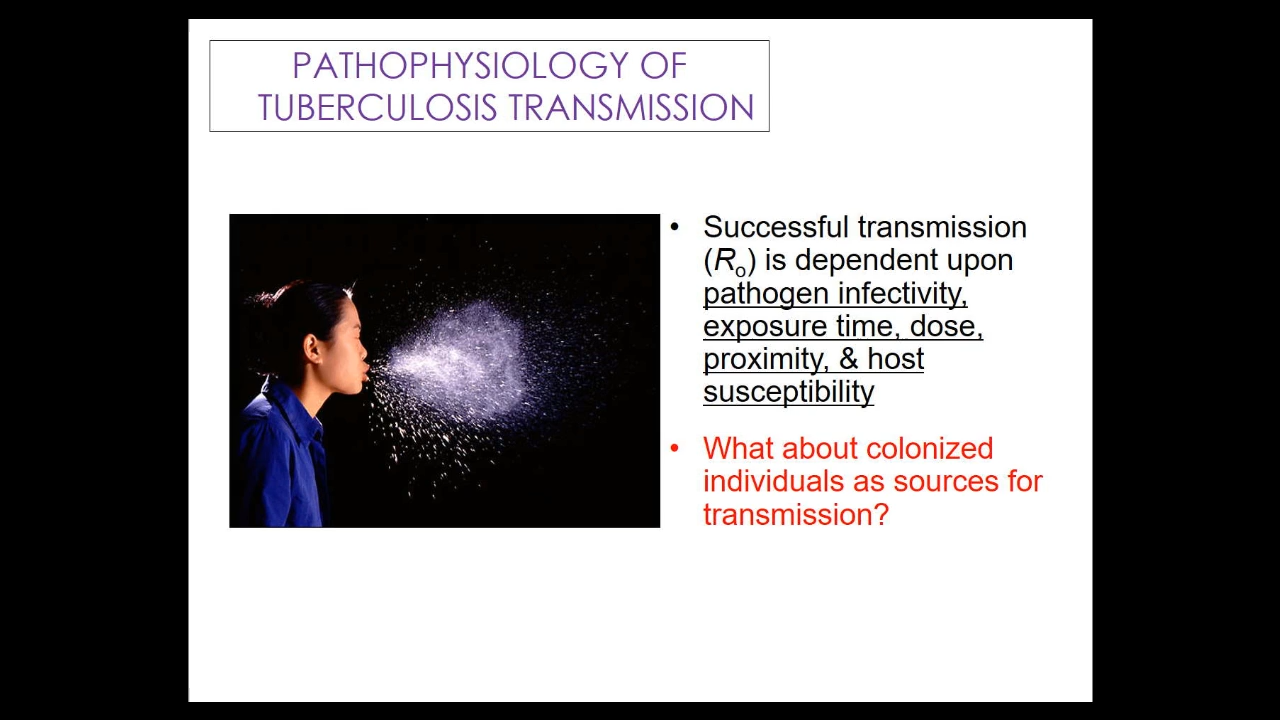 PATHOPHYSIOLOGY OF
TUBERCULOSIS TRANSMISSION
• Successful transmission
(Ro) is dependent upon
pathogen infectivity,
exposure time, dose,
proximity, & host
susceptibility
• What about colonized
individuals as sources for
transmission?